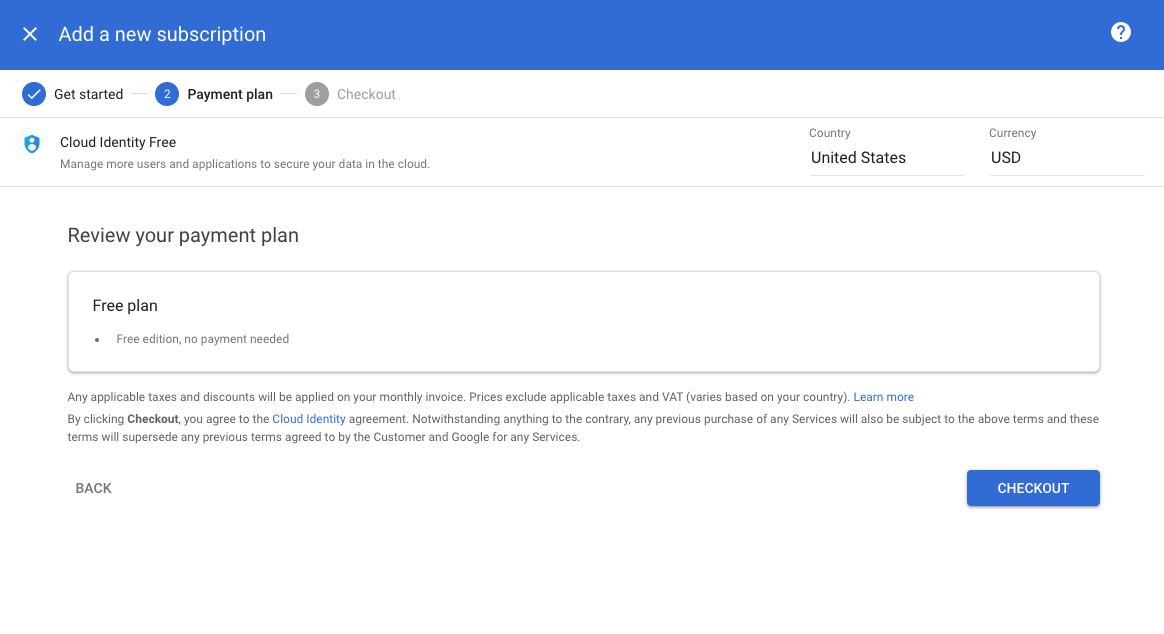 Add a new subscription
?
Get started
2 Payment plan
3 Checkout
Cloud Identity Free
Manage more users and applications to secure your data in the cloud.
Country
United States
Currency
USD
Review your payment plan
Free plan
• Free edition, no payment needed
Any applicable taxes and discounts will be applied on your monthly invoice. Prices exclude applicable taxes and VAT (varies based on your country). Learn more
By clicking Checkout, you agree to the Cloud Identity agreement. Notwithstanding anything to the contrary, any previous purchase of any Services will also be subject to the above terms and these
terms will supersede any previous terms agreed to by the Customer and Google for any Services.
BACK
CHECKOUT